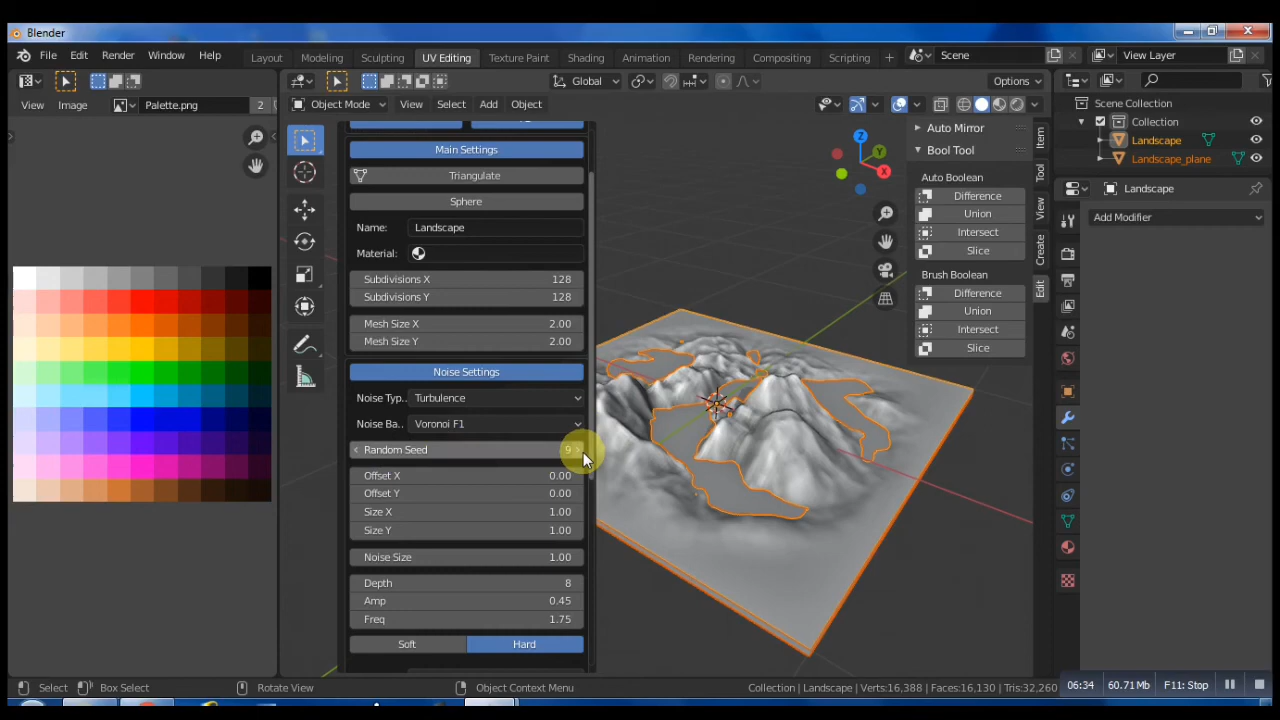 Blender
File Edit Render Window Help
Layout Modeling Sculpting UV Editing Texture Paint Shading Animation Rendering Compositing Scripting +
Scene
View Layer
Options
Global
View Image Palette.png 2
Object Mode View Select Add Object
Main Settings
Triangulate
Sphere
Name: Landscape
Material:
Subdivisions X 128
Subdivisions Y 128
Mesh Size X 2.00
Mesh Size Y 2.00
Noise Settings
Noise Typ.. Turbulence
Noise Ba.. Voronoi F1
Random Seed 9
Offset X 0.00
Offset Y 0.00
Size X 1.00
Size Y 1.00
Noise Size 1.00
Depth 8
Amp 0.45
Freq 1.75
Soft Hard
Z
Y
X
Auto Mirror
Bool Tool
Auto Boolean
Difference
Union
Intersect
Slice
Brush Boolean
Difference
Union
Intersect
Slice
Item
Tool
View
Create
Edit
Scene Collection
Collection
Landscape
Landscape_plane
Landscape
Add Modifier
Select Box Select Rotate View Object Context Menu
Collection | Landscape | Verts:16,388 | Faces:16,130 | Tris:32,260
06:34 60.71 Mb F11: Stop